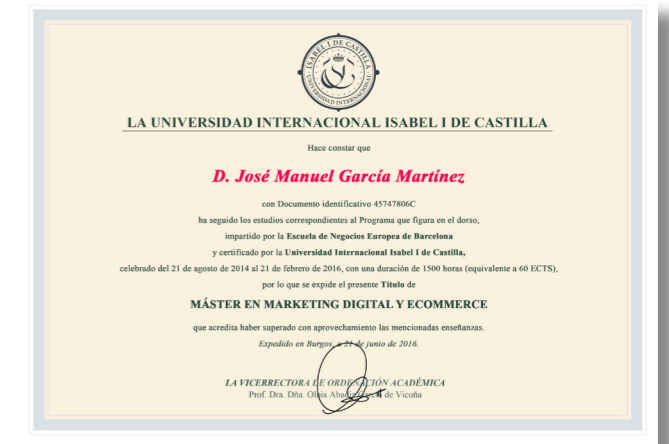 ISABEL I DE CASTILLA
UNIVERSIDAD INTERNACIONAL
LA UNIVERSIDAD INTERNACIONAL ISABEL I DE CASTILLA
Hace constar que
D. José Manuel García Martínez
con Documento identificativo 45747806C
ha seguido los estudios correspondientes al Programa que figura en el dorso,
impartido por la Escuela de Negocios Europea de Barcelona
y certificado por la Universidad Internacional Isabel I de Castilla,
celebrado del 21 de agosto de 2014 al 21 de febrero de 2016, con una duración de 1500 horas (equivalente a 60 ECTS),
por lo que se expide el presente Título de
MÁSTER EN MARKETING DIGITAL Y ECOMMERCE
que acredita haber superado con aprovechamiento las mencionadas enseñanzas.
Expedido en Burgos, a 21 de junio de 2016.
LA VICERRECTORA DE ORDENACIÓN ACADÉMICA
Prof. Dra. Dña. de Vicuña